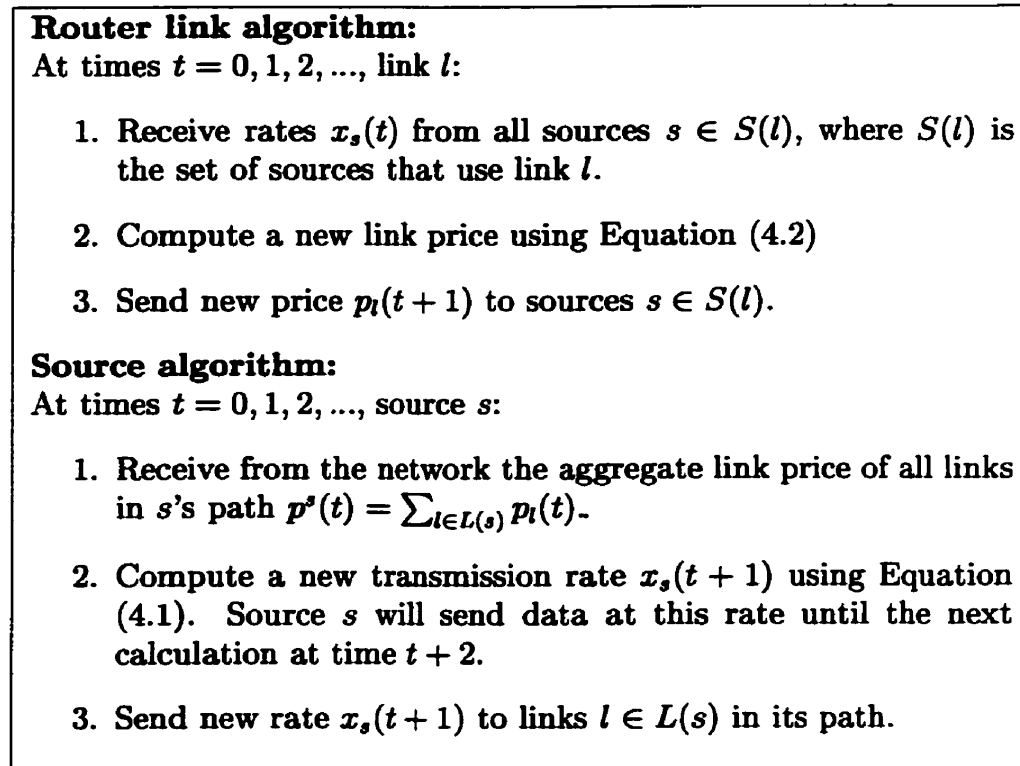 Router link algorithm:
At times t = 0, 1, 2, ..., link l:
1. Receive rates x_s(t) from all sources s ∈ S(l), where S(l) is
the set of sources that use link l.
2. Compute a new link price using Equation (4.2)
3. Send new price p_l(t + 1) to sources s ∈ S(l).
Source algorithm:
At times t = 0, 1, 2, ..., source s:
1. Receive from the network the aggregate link price of all links
in s's path p^s(t) = ∑_{l∈L(s)} p_l(t).
2. Compute a new transmission rate x_s(t + 1) using Equation
(4.1). Source s will send data at this rate until the next
calculation at time t + 2.
3. Send new rate x_s(t + 1) to links l ∈ L(s) in its path.